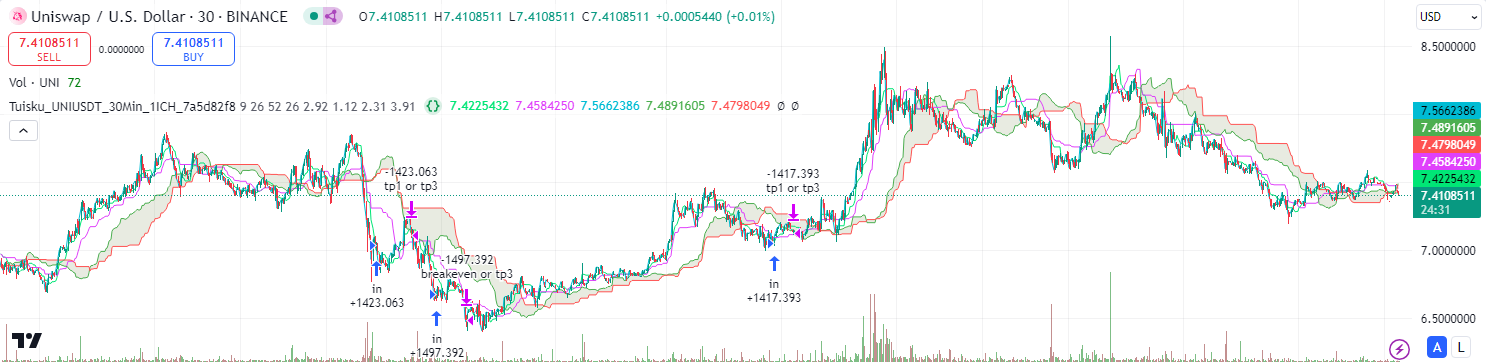 Uniswap / U.S. Dollar · 30 · BINANCE O7.4108511 H7.4108511 L7.4108511 C7.4108511 +0.0005440 (+0.01%)
USD
7.4108511 SELL 0.0000000 7.4108511 BUY
Vol · UNI 72
Tuisku_UNIUSDT_30Min_1ICH_7a5d82f8 9 26 52 26 2.92 1.12 2.31 3.91 7.4225432 7.4584250 7.5662386 7.4891605 7.4798049 ∅ ∅
8.5000000
7.5662386
7.4891605
7.4798049
7.4584250
7.4225432
7.4108511
24:31
7.0000000
6.5000000
-1423.063
tp1 or tp3
-1417.393
tp1 or tp3
-1497.392
breakeven or tp3
in
+1423.063
in
+1497.392
in
+1417.393
A L